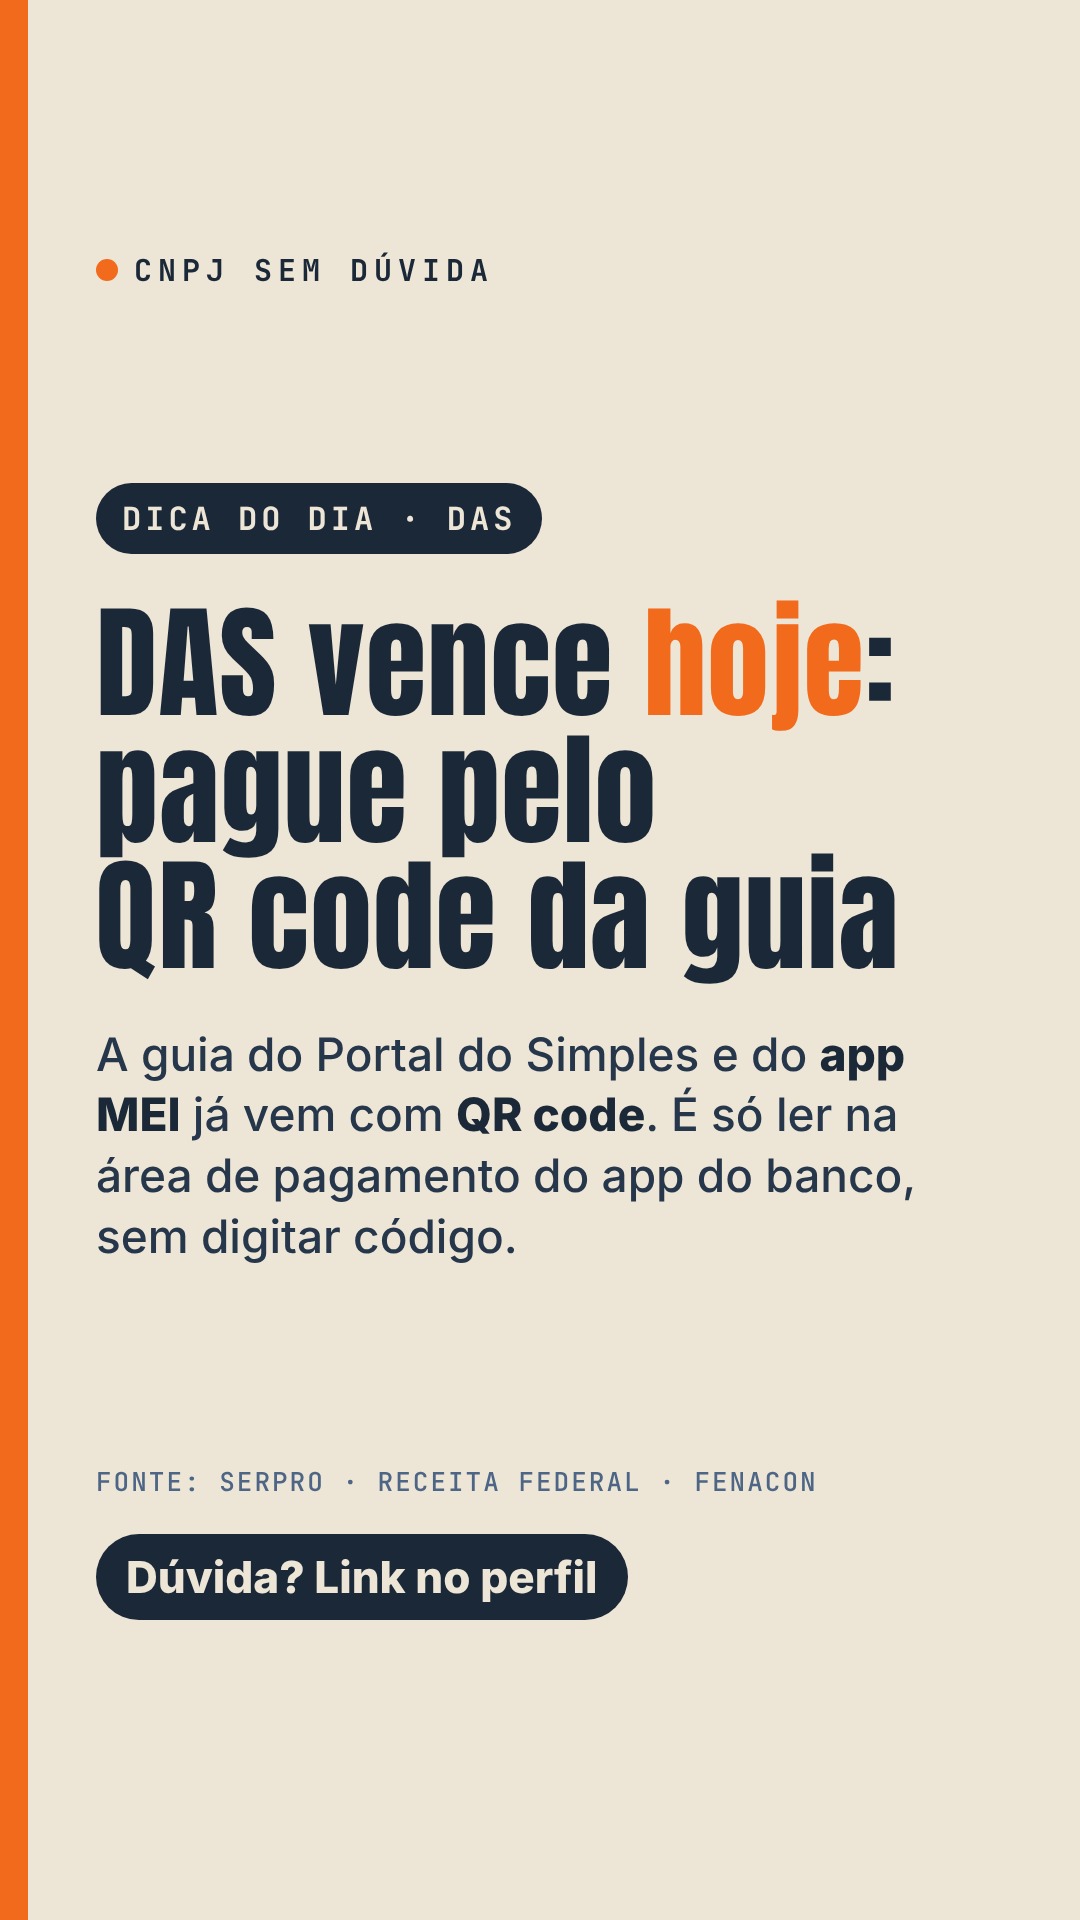 CNPJ SEM DÚVIDA
DICA DO DIA · DAS
DAS vence hoje:
pague pelo
QR code da guia
A guia do Portal do Simples e do app
MEI já vem com QR code. É só ler na
área de pagamento do app do banco,
sem digitar código.
FONTE: SERPRO · RECEITA FEDERAL · FENACON
Dúvida? Link no perfil